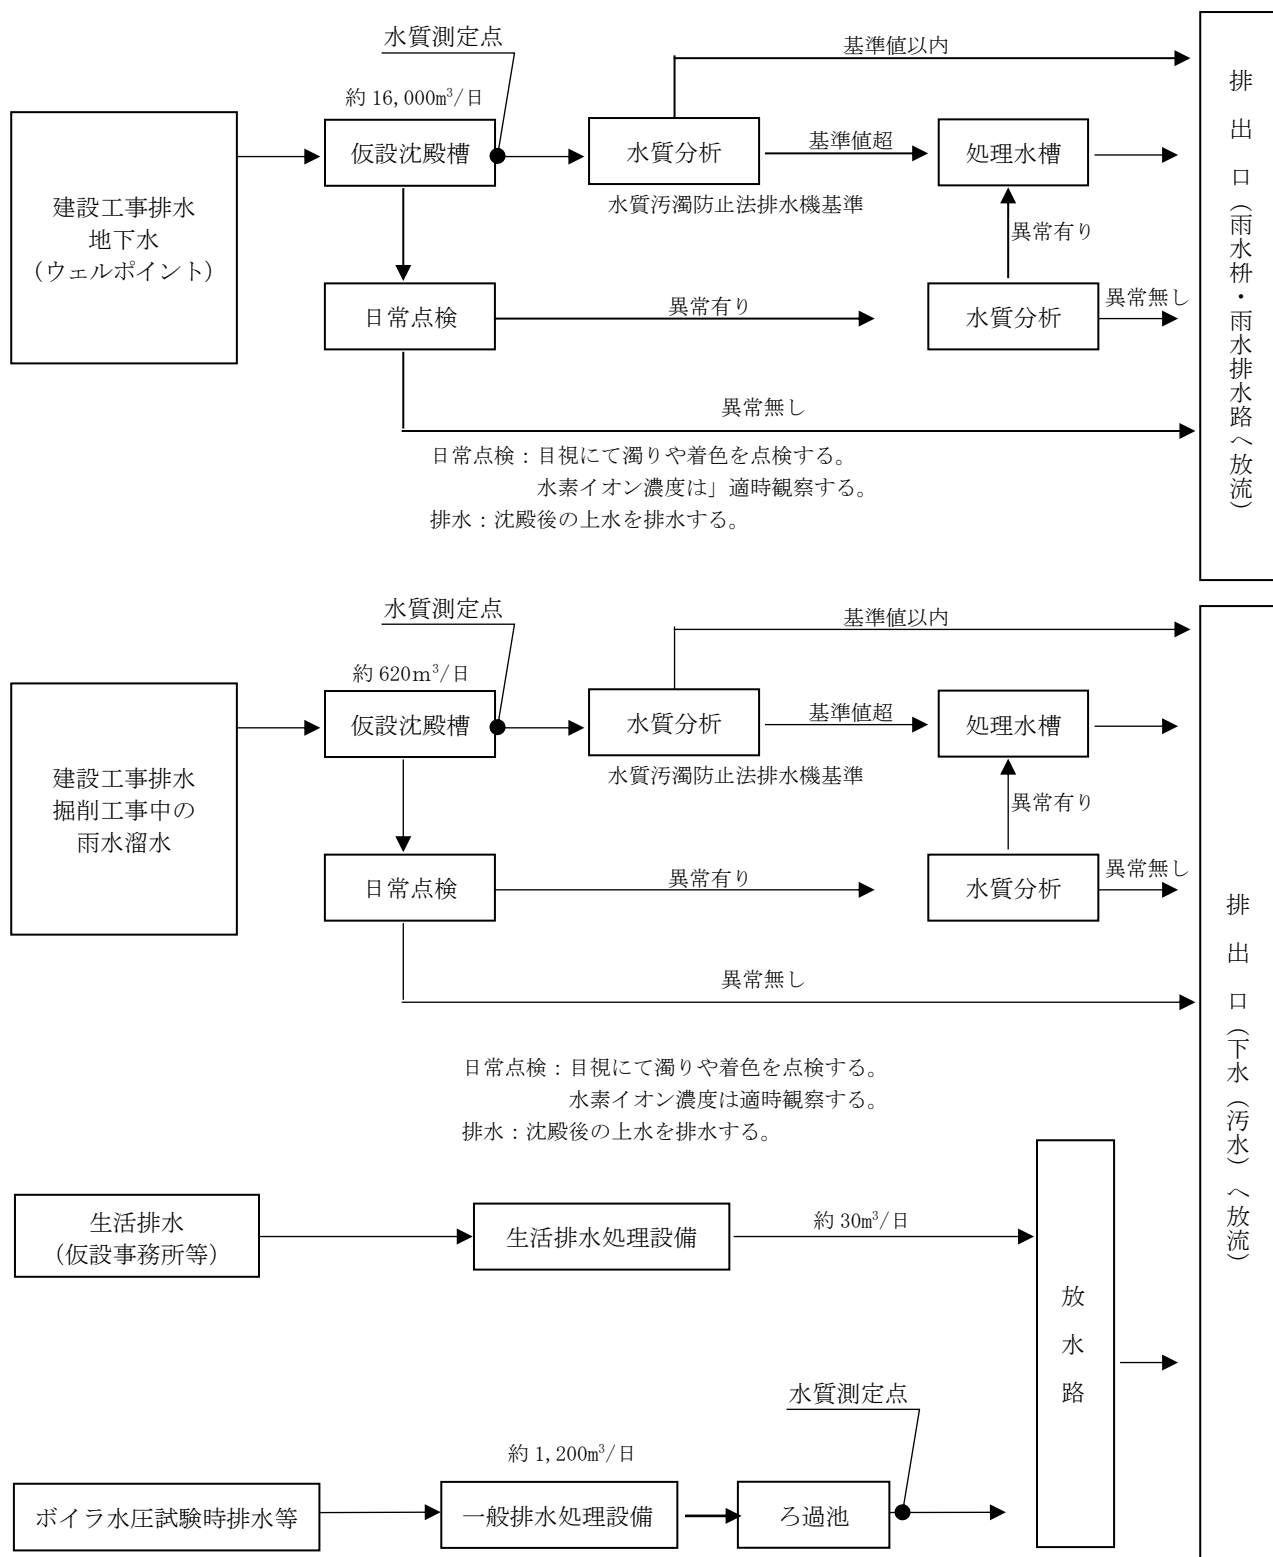 水質測定点
基準値以内
約16,000m³/日
仮設沈殿槽
水質分析
基準値超
処理水槽
水質汚濁防止法排水機基準
建設工事排水
地下水
（ウェルポイント）
異常有り
日常点検
異常有り
水質分析
異常無し
異常無し
日常点検：目視にて濁りや着色を点検する。
水素イオン濃度は」適時観察する。
排水：沈殿後の上水を排水する。
排出口（雨水枡・雨水排水路へ放流）
水質測定点
基準値以内
約620m³/日
仮設沈殿槽
水質分析
基準値超
処理水槽
水質汚濁防止法排水機基準
建設工事排水
掘削工事中の
雨水溜水
異常有り
日常点検
異常有り
水質分析
異常無し
異常無し
日常点検：目視にて濁りや着色を点検する。
水素イオン濃度は適時観察する。
排水：沈殿後の上水を排水する。
排出口（下水（汚水）へ放流）
生活排水
（仮設事務所等）
生活排水処理設備
約30m³/日
放水路
水質測定点
約1,200m³/日
ボイラ水圧試験時排水等
一般排水処理設備
ろ過池